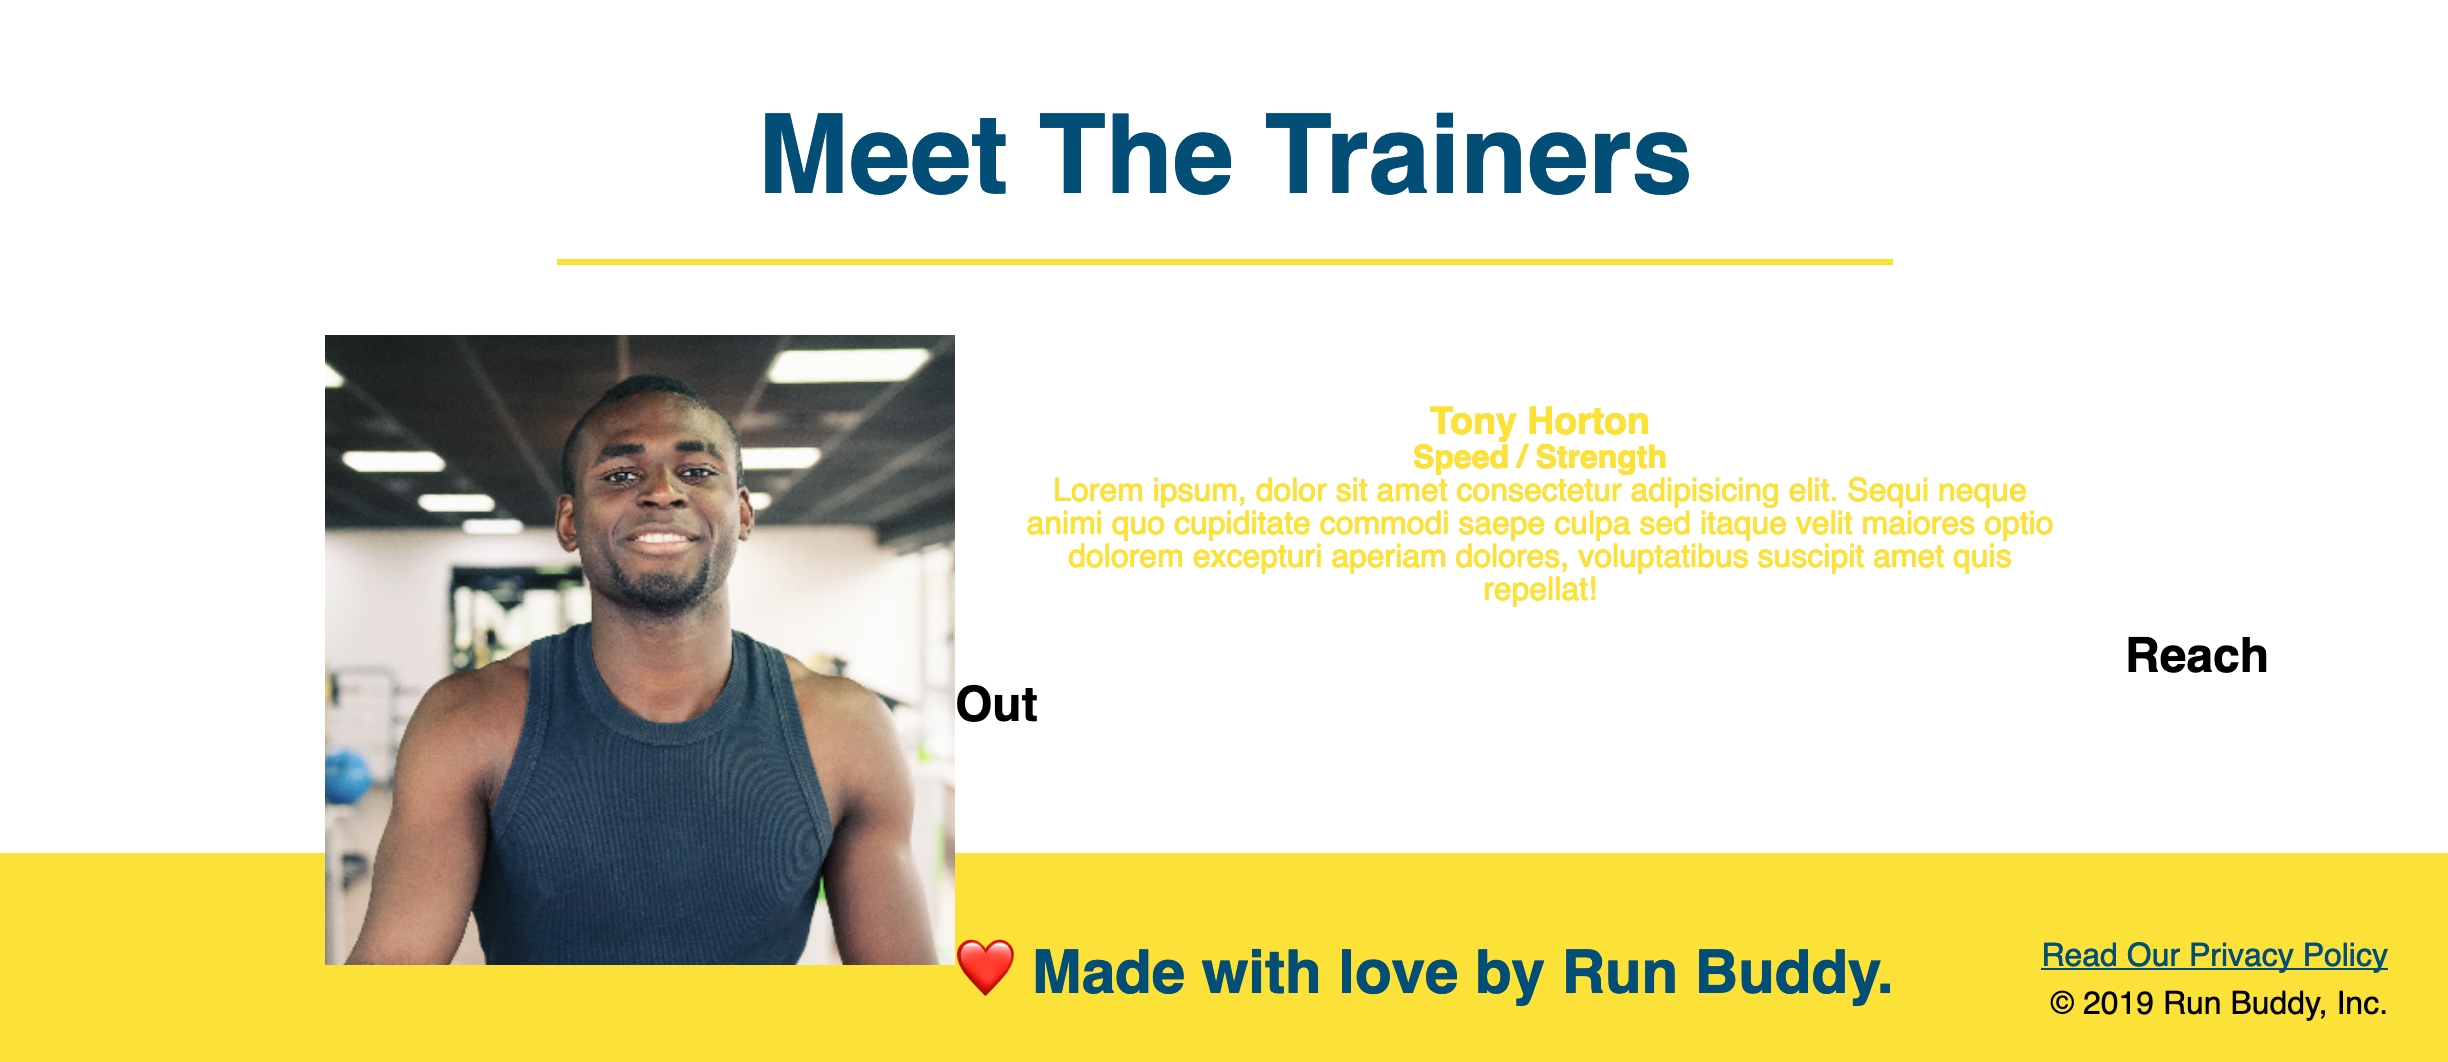 Meet The Trainers
Tony Horton
Speed / Strength
Lorem ipsum, dolor sit amet consectetur adipisicing elit. Sequi neque
animi quo cupiditate commodi saepe culpa sed itaque velit maiores optio
dolorem excepturi aperiam dolores, voluptatibus suscipit amet quis
repellat!
Reach
Out
❤️ Made with love by Run Buddy.
Read Our Privacy Policy
© 2019 Run Buddy, Inc.